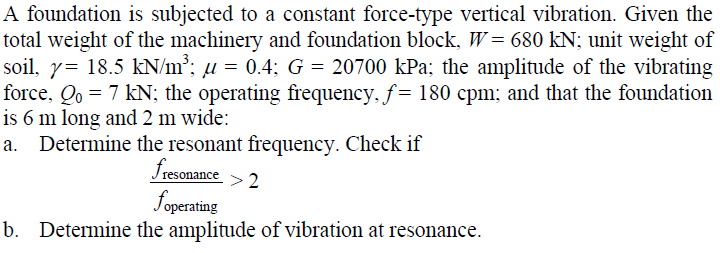 A foundation is subjected to a constant force-type vertical vibration. Given the
total weight of the machinery and foundation block, W = 680 kN; unit weight of
soil, γ = 18.5 kN/m³; μ = 0.4; G = 20700 kPa; the amplitude of the vibrating
force, Q₀ = 7 kN; the operating frequency, f = 180 cpm; and that the foundation
is 6 m long and 2 m wide:
a. Determine the resonant frequency. Check if
f_resonance / f_operating > 2
b. Determine the amplitude of vibration at resonance.